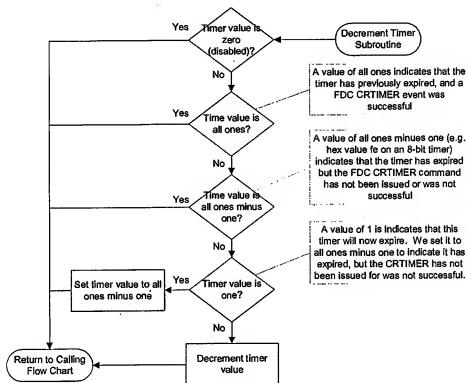 Yes
Timer value is
zero
(disabled)?
Decrement Timer
Subroutine
No
A value of all ones indicates that the
timer has previously expired, and a
FDC CRTIMER event was
successful
Yes
Time value is
all ones?
No
A value of all ones minues one (e.g.
hex value fe on an 8-bit timer)
indicates that the timer has expired
but the FDC CRTIMER command
has not been issued or was not
successful
Yes
Time value is
all ones minus
one?
No
A value of 1 is indicates that this
timer will now expire. We set it to
all ones minus one to indicate it has
expired, but the CRTIMER has not
been issued for was not successful.
Set timer value to all
ones minus one
Yes
Timer value is
one?
No
Return to Calling
Flow Chart
Decrement timer
value